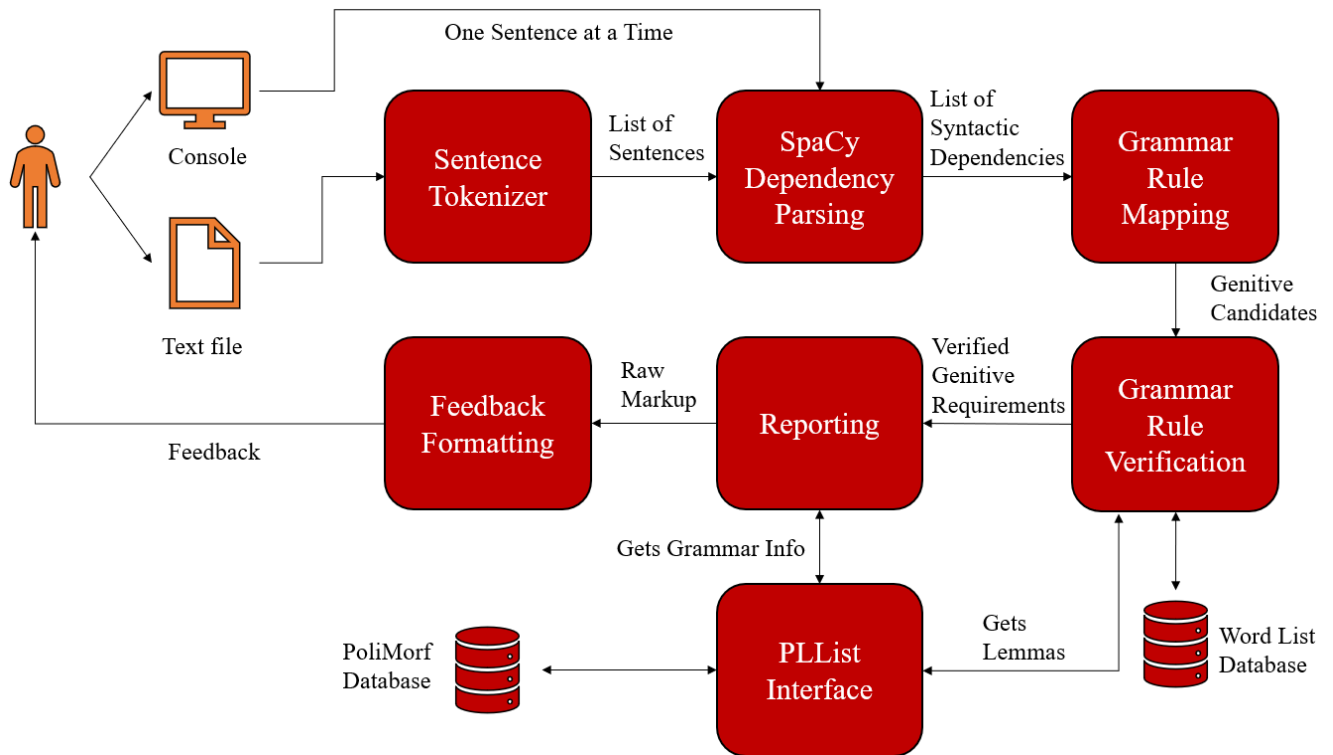 One Sentence at a Time
Console
Text file
Sentence
Tokenizer
List of
Sentences
SpaCy
Dependency
Parsing
List of
Syntactic
Dependencies
Grammar
Rule
Mapping
Genitive
Candidates
Grammar
Rule
Verification
Verified
Genitive
Requirements
Reporting
Raw
Markup
Feedback
Formatting
Feedback
Gets Grammar Info
PLList
Interface
Gets
Lemmas
Word List
Database
PoliMorf
Database